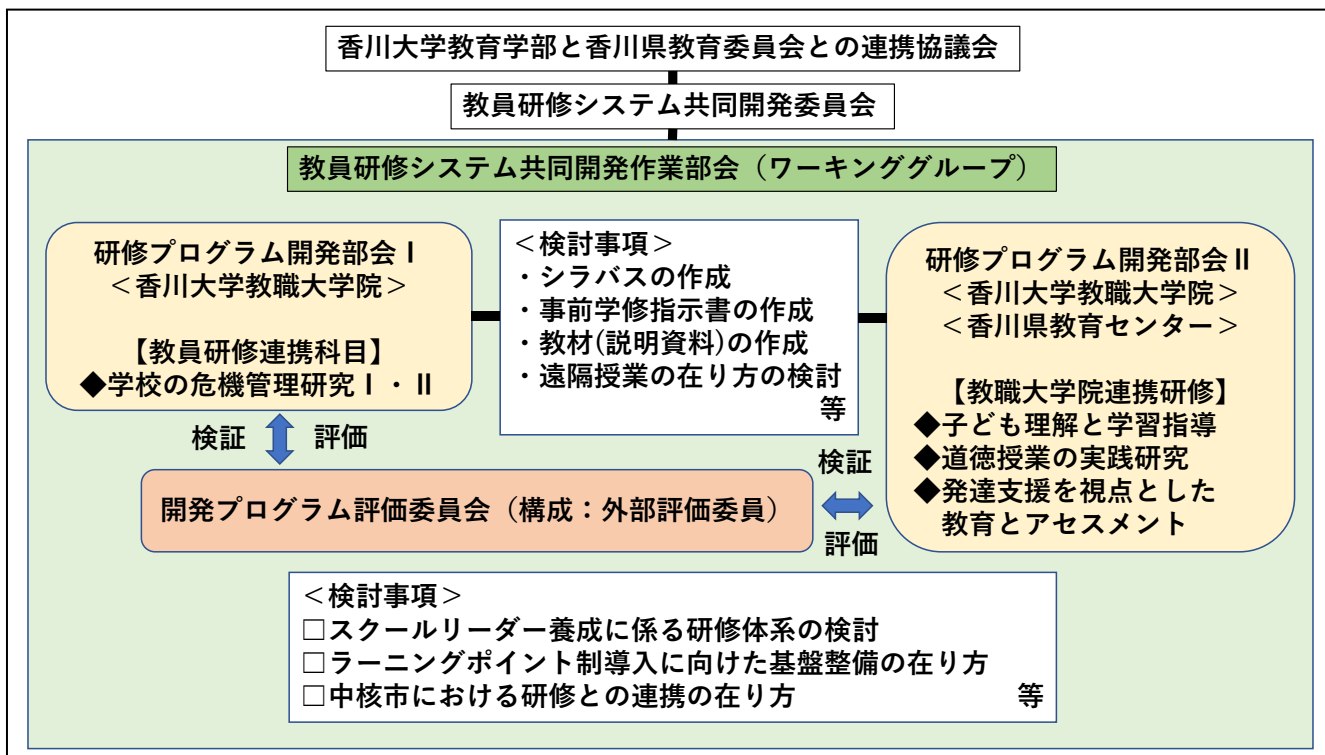 香川大学教育学部と香川県教育委員会との連携協議会
教員研修システム共同開発委員会
教員研修システム共同開発作業部会（ワーキンググループ）
研修プログラム開発部会Ⅰ
＜香川大学教職大学院＞
【教員研修連携科目】
◆学校の危機管理研究Ⅰ・Ⅱ
＜検討事項＞
・シラバスの作成
・事前学修指示書の作成
・教材(説明資料)の作成
・遠隔授業の在り方の検討
等
研修プログラム開発部会Ⅱ
＜香川大学教職大学院＞
＜香川県教育センター＞
【教職大学院連携研修】
◆子ども理解と学習指導
◆道徳授業の実践研究
◆発達支援を視点とした
教育とアセスメント
検証 評価
開発プログラム評価委員会（構成：外部評価委員）
検証
評価
＜検討事項＞
□スクールリーダー養成に係る研修体系の検討
□ラーニングポイント制導入に向けた基盤整備の在り方
□中核市における研修との連携の在り方 等